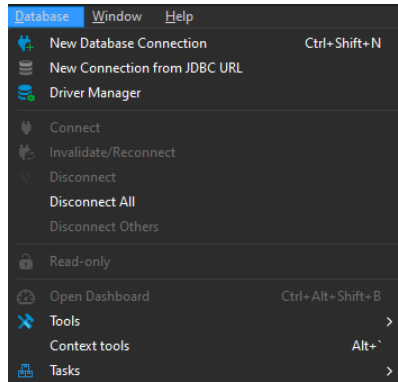 Database Window Help
New Database Connection Ctrl+Shift+N
New Connection from JDBC URL
Driver Manager
Connect
Invalidate/Reconnect
Disconnect
Disconnect All
Disconnect Others
Read-only
Open Dashboard Ctrl+Alt+Shift+B
Tools
Context tools Alt+`
Tasks